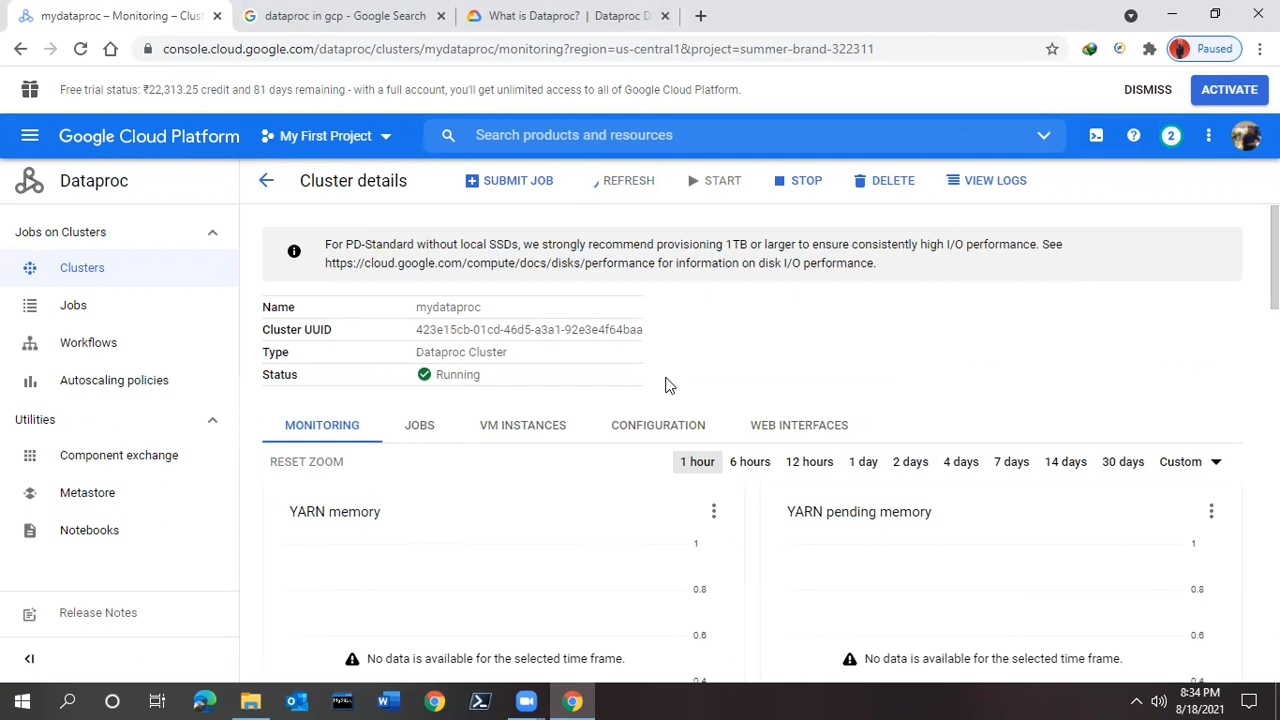 mydataproc – Monitoring – Clust
dataproc in gcp - Google Search
What is Dataproc? | Dataproc D
console.cloud.google.com/dataproc/clusters/mydataproc/monitoring?region=us-central1&project=summer-brand-322311
Paused
Free trial status: ₹22,313.25 credit and 81 days remaining - with a full account, you'll get unlimited access to all of Google Cloud Platform.
DISMISS
ACTIVATE
Google Cloud Platform
My First Project
Search products and resources
2
Dataproc
Cluster details
SUBMIT JOB
REFRESH
START
STOP
DELETE
VIEW LOGS
Jobs on Clusters
Clusters
Jobs
Workflows
Autoscaling policies
Utilities
Component exchange
Metastore
Notebooks
Release Notes
For PD-Standard without local SSDs, we strongly recommend provisioning 1TB or larger to ensure consistently high I/O performance. See
https://cloud.google.com/compute/docs/disks/performance for information on disk I/O performance.
Name mydataproc
Cluster UUID 423e15cb-01cd-46d5-a3a1-92e3e4f64baa
Type Dataproc Cluster
Status Running
MONITORING
JOBS
VM INSTANCES
CONFIGURATION
WEB INTERFACES
RESET ZOOM
1 hour
6 hours
12 hours
1 day
2 days
4 days
7 days
14 days
30 days
Custom
YARN memory
1
0.8
0.6
No data is available for the selected time frame.
0.4
YARN pending memory
1
0.8
0.6
No data is available for the selected time frame.
0.4
8:34 PM
8/18/2021